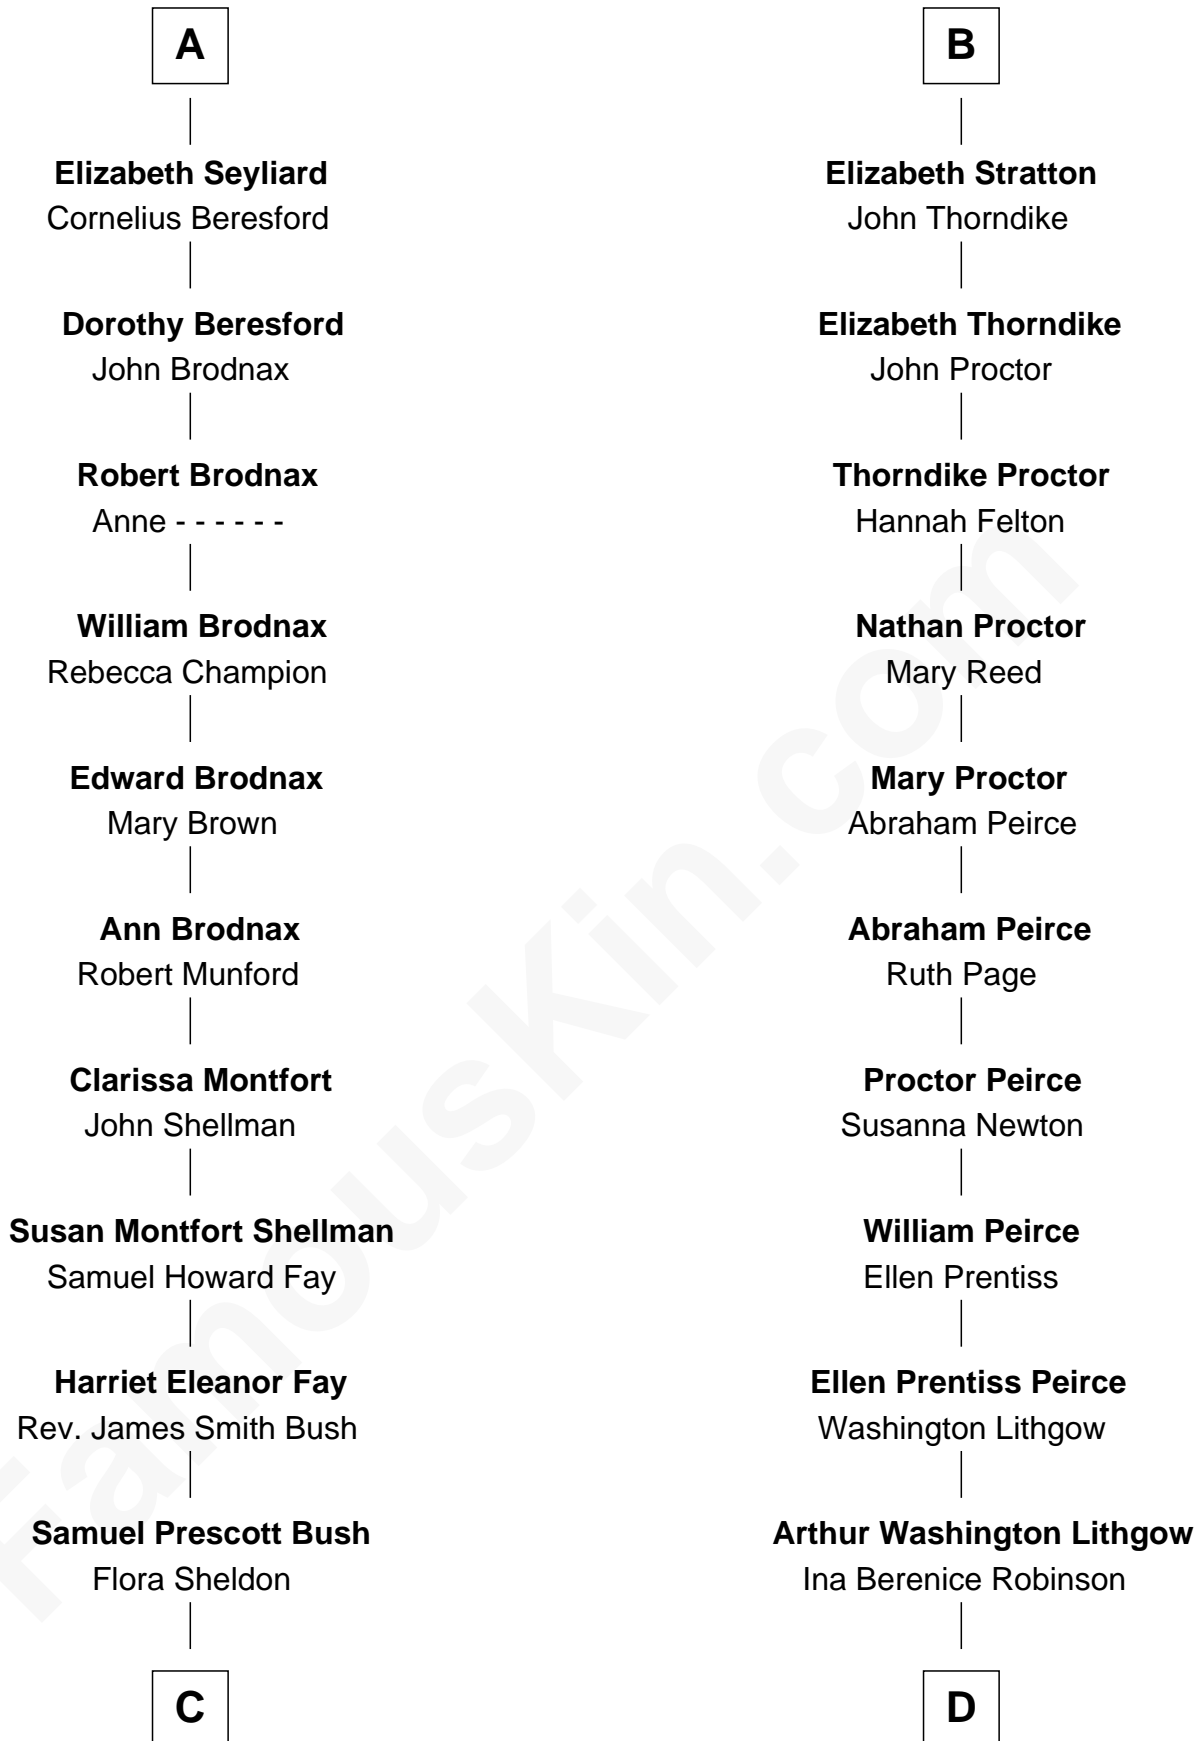 A
Elizabeth Seyliard
Cornelius Beresford
Dorothy Beresford
John Brodnax
Robert Brodnax
Anne - - - - - -
William Brodnax
Rebecca Champion
Edward Brodnax
Mary Brown
Ann Brodnax
Robert Munford
Clarissa Montfort
John Shellman
Susan Montfort Shellman
Samuel Howard Fay
Harriet Eleanor Fay
Rev. James Smith Bush
Samuel Prescott Bush
Flora Sheldon
C
B
Elizabeth Stratton
John Thorndike
Elizabeth Thorndike
John Proctor
Thorndike Proctor
Hannah Felton
Nathan Proctor
Mary Reed
Mary Proctor
Abraham Peirce
Abraham Peirce
Ruth Page
Proctor Peirce
Susanna Newton
William Peirce
Ellen Prentiss
Ellen Prentiss Peirce
Washington Lithgow
Arthur Washington Lithgow
Ina Berenice Robinson
D
FamousKin.com